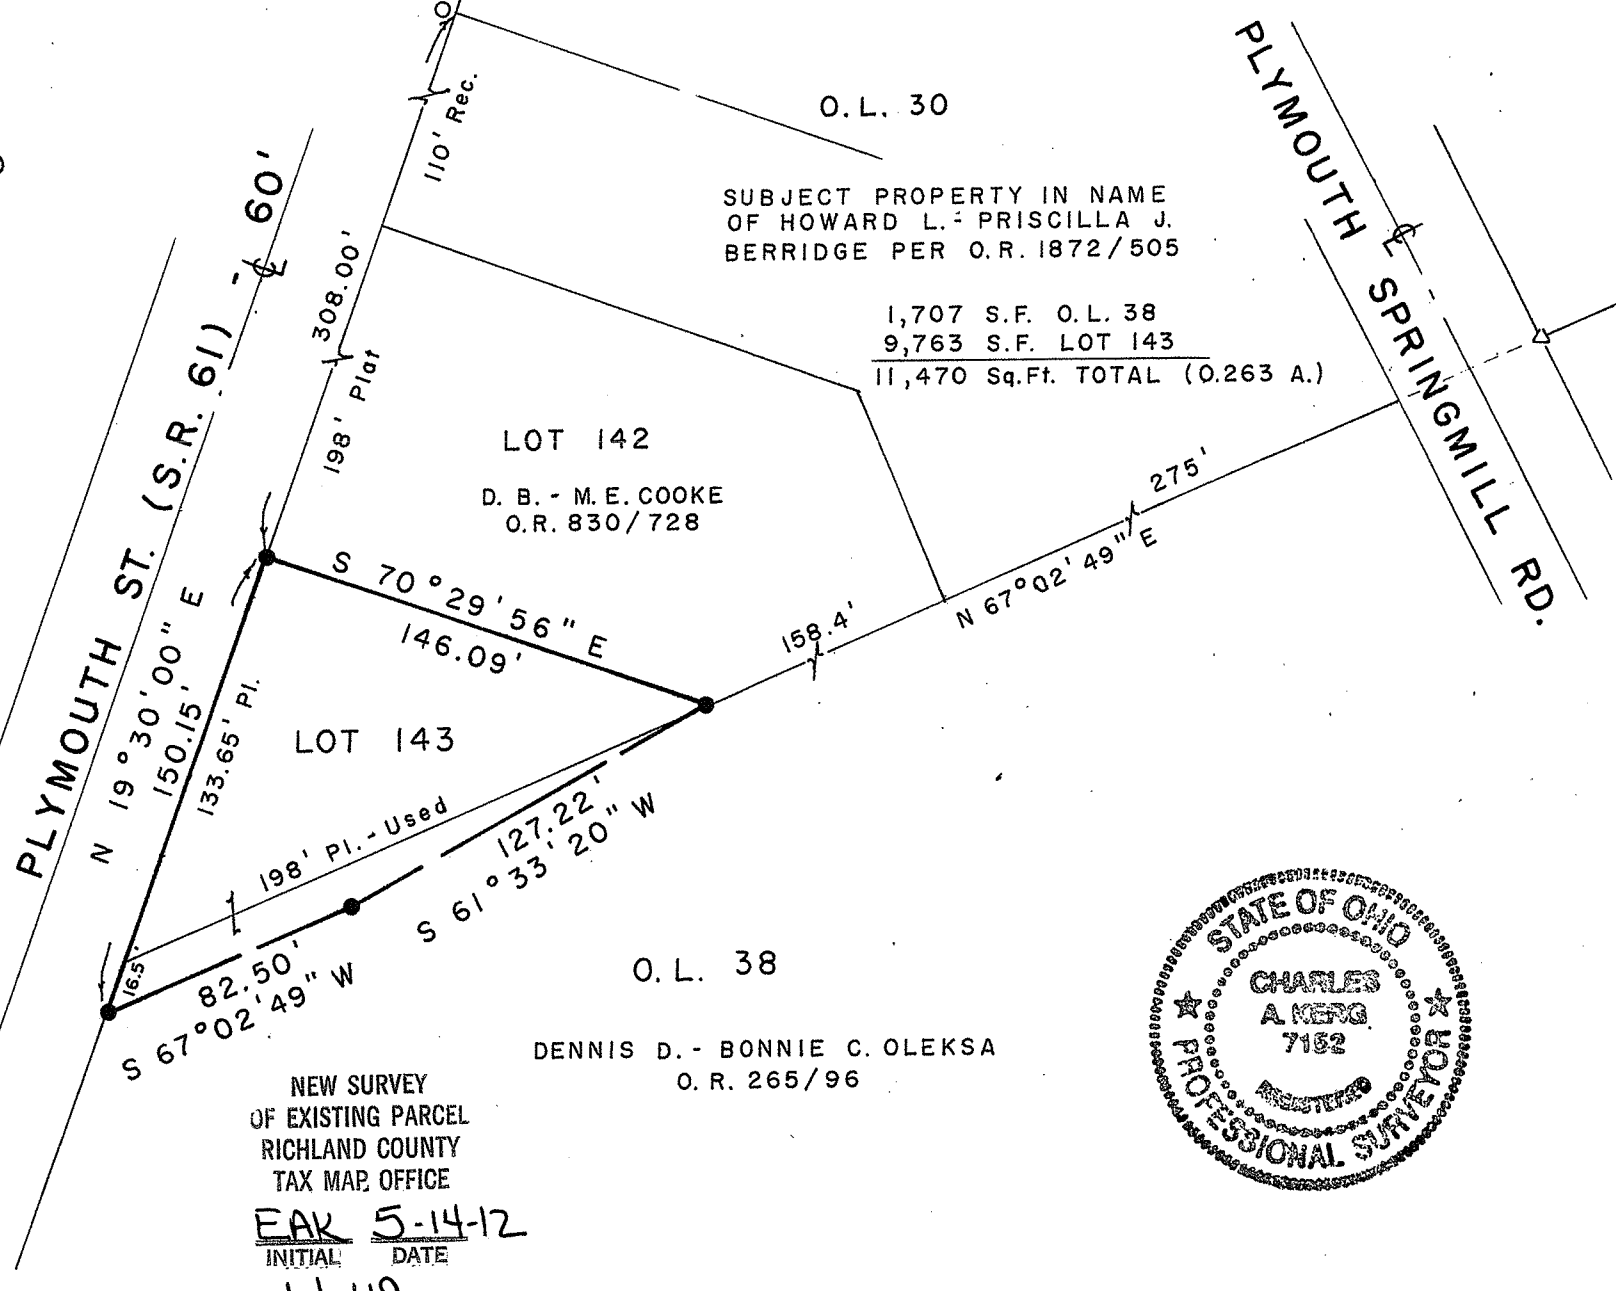 O.L. 30
110' Rec.
308.00'
198' Plat
PLYMOUTH ST. (S.R. 61) - 60'
SUBJECT PROPERTY IN NAME
OF HOWARD L.- PRISCILLA J.
BERRIDGE PER O.R. 1872/505
1,707 S.F. O.L. 38
9,763 S.F. LOT 143
11,470 Sq.Ft. TOTAL (0.263 A.)
PLYMOUTH SPRINGMILL RD.
LOT 142
D. B. - M. E. COOKE
O.R. 830/728
275'
N 67°02'49" E
158.4'
S 70°29'56" E
146.09'
N 19°30'00" E
150.15'
133.65' Pl.
LOT 143
198' Pl. - Used
127.22'
S 61°33'20" W
16.5'
82.50'
S 67°02'49" W
O.L. 38
DENNIS D. - BONNIE C. OLEKSA
O. R. 265/96
NEW SURVEY
OF EXISTING PARCEL
RICHLAND COUNTY
TAX MAP OFFICE
EAK 5-14-12
INITIAL DATE
STATE OF OHIO
CHARLES
A. KERG
7152
REGISTERED
PROFESSIONAL SURVEYOR